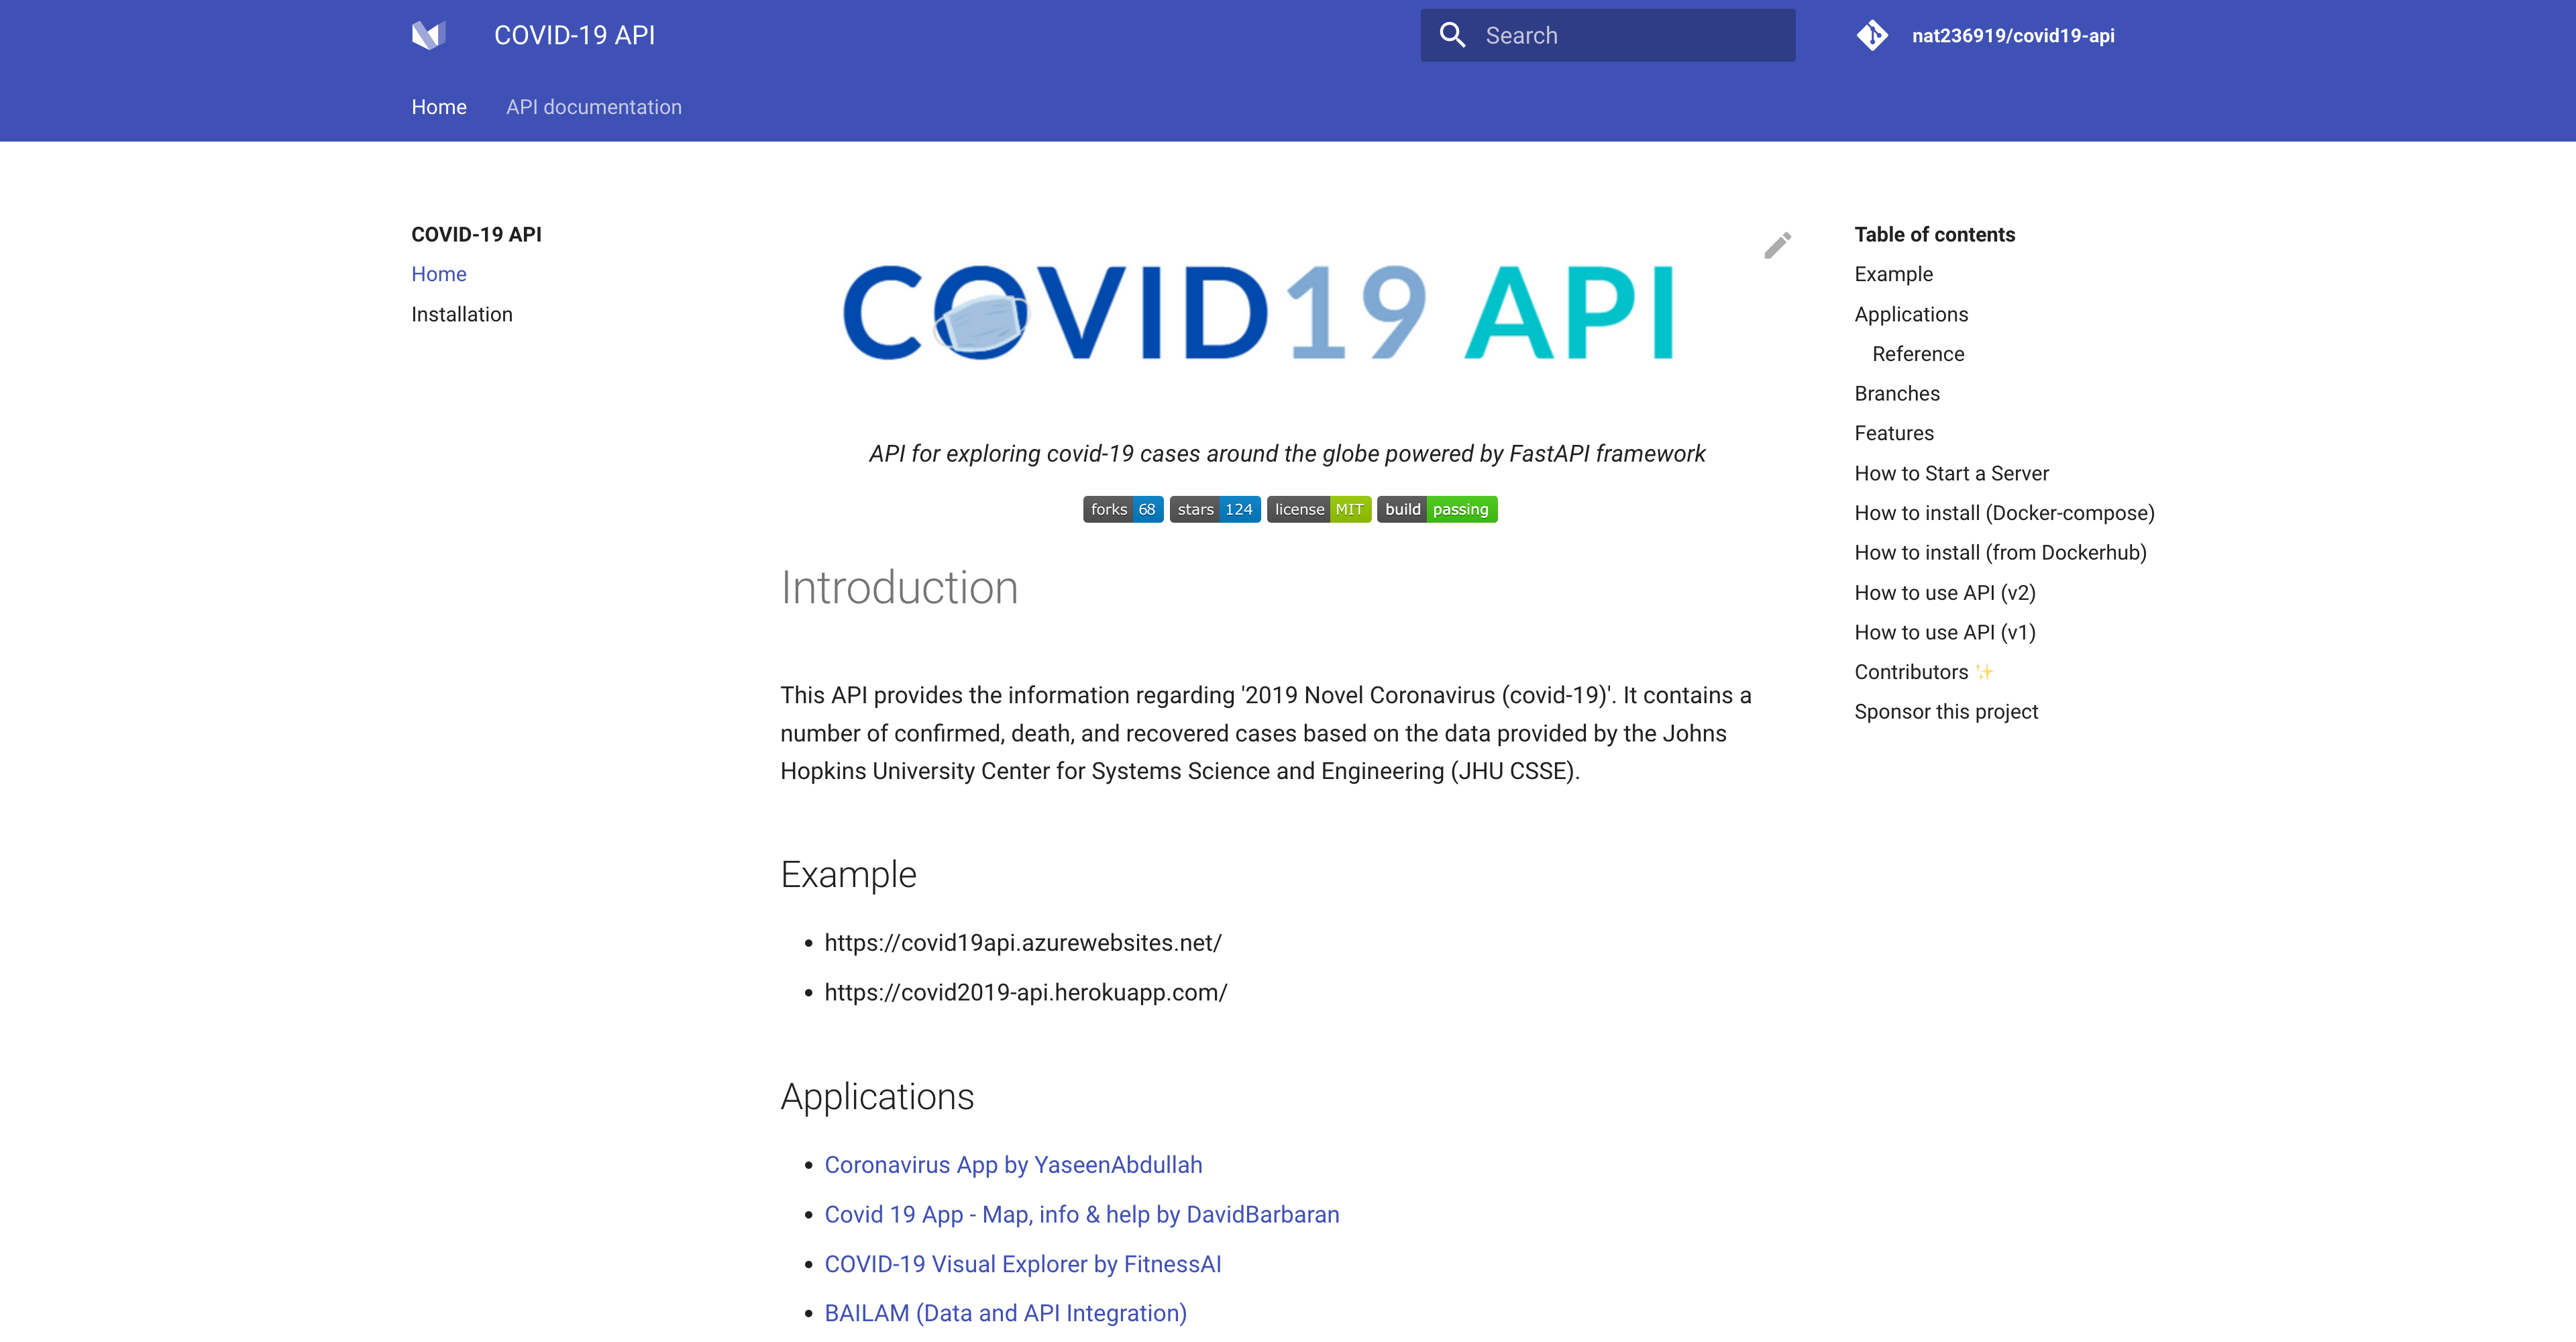 COVID-19 API
Search
nat236919/covid19-api
Home
API documentation
COVID-19 API
Home
Installation
COVID19 API
API for exploring covid-19 cases around the globe powered by FastAPI framework
forks 68 stars 124 license MIT build passing
Introduction
This API provides the information regarding '2019 Novel Coronavirus (covid-19)'. It contains a
number of confirmed, death, and recovered cases based on the data provided by the Johns
Hopkins University Center for Systems Science and Engineering (JHU CSSE).
Example
https://covid19api.azurewebsites.net/
https://covid2019-api.herokuapp.com/
Applications
Coronavirus App by YaseenAbdullah
Covid 19 App - Map, info & help by DavidBarbaran
COVID-19 Visual Explorer by FitnessAI
BAILAM (Data and API Integration)
Table of contents
Example
Applications
Reference
Branches
Features
How to Start a Server
How to install (Docker-compose)
How to install (from Dockerhub)
How to use API (v2)
How to use API (v1)
Contributors ✨
Sponsor this project